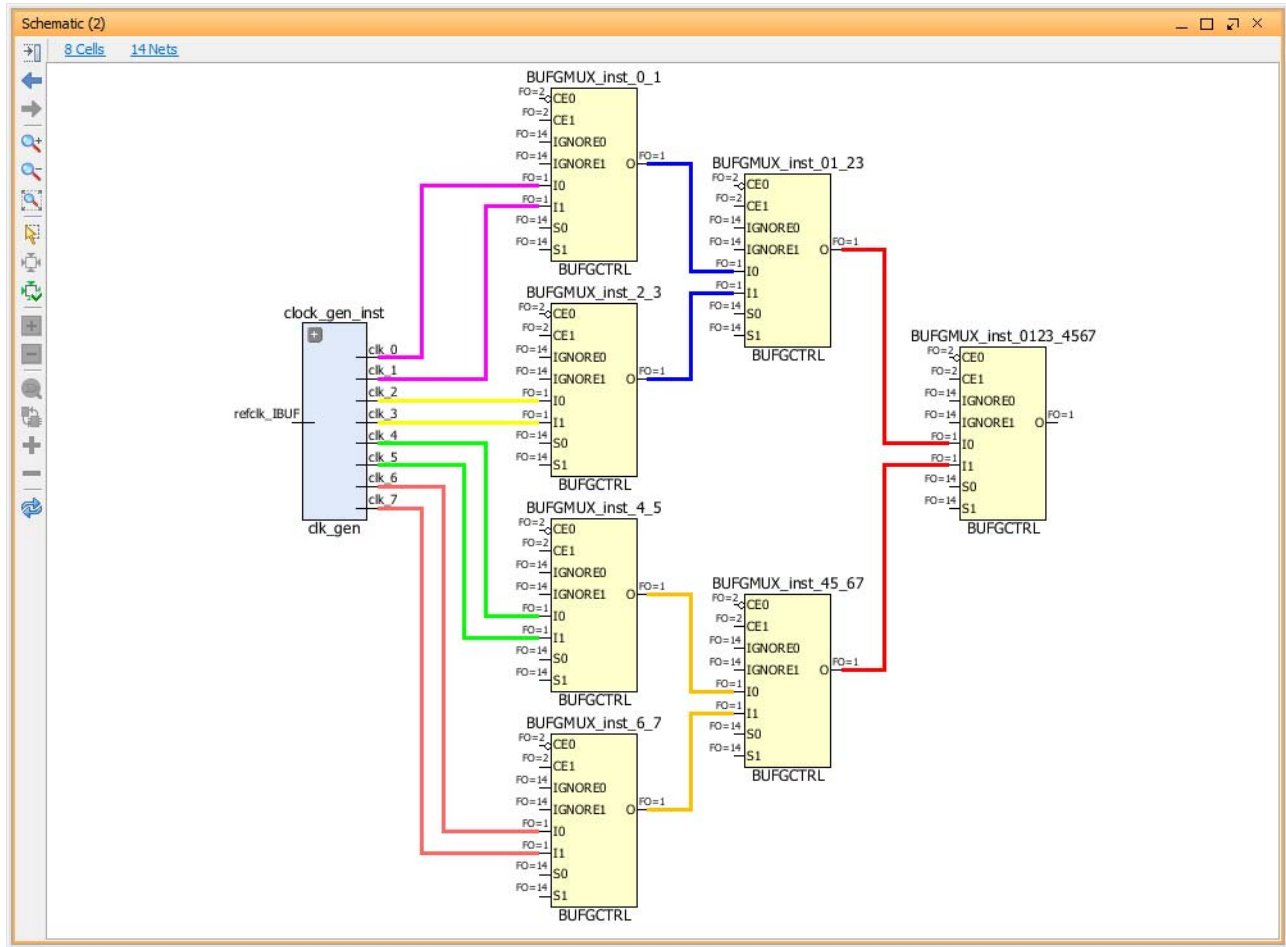 Schematic (2)
8 Cells 14 Nets
BUFGMUX_inst_0_1
FO=2 CE0
FO=2 CE1
FO=14 IGNORE0
FO=14 IGNORE1 O FO=1
FO=1 I0
FO=1 I1
FO=14 S0
FO=14 S1
BUFGCTRL
BUFGMUX_inst_01_23
FO=2 CE0
FO=2 CE1
FO=14 IGNORE0
FO=14 IGNORE1 O FO=1
FO=1 I0
FO=1 I1
FO=14 S0
FO=14 S1
BUFGCTRL
BUFGMUX_inst_2_3
FO=2 CE0
FO=2 CE1
FO=14 IGNORE0
FO=14 IGNORE1 O FO=1
FO=1 I0
FO=1 I1
FO=14 S0
FO=14 S1
BUFGCTRL
clock_gen_inst
clk_0
clk_1
clk_2
refclk_IBUF clk_3
clk_4
clk_5
clk_6
clk_7
clk_gen
BUFGMUX_inst_0123_4567
FO=2 CE0
FO=2 CE1
FO=14 IGNORE0
FO=14 IGNORE1 O FO=1
FO=1 I0
FO=1 I1
FO=14 S0
FO=14 S1
BUFGCTRL
BUFGMUX_inst_4_5
FO=2 CE0
FO=2 CE1
FO=14 IGNORE0
FO=14 IGNORE1 O FO=1
FO=1 I0
FO=1 I1
FO=14 S0
FO=14 S1
BUFGCTRL
BUFGMUX_inst_45_67
FO=2 CE0
FO=2 CE1
FO=14 IGNORE0
FO=14 IGNORE1 O FO=1
FO=1 I0
FO=1 I1
FO=14 S0
FO=14 S1
BUFGCTRL
BUFGMUX_inst_6_7
FO=2 CE0
FO=2 CE1
FO=14 IGNORE0
FO=14 IGNORE1 O FO=1
FO=1 I0
FO=1 I1
FO=14 S0
FO=14 S1
BUFGCTRL